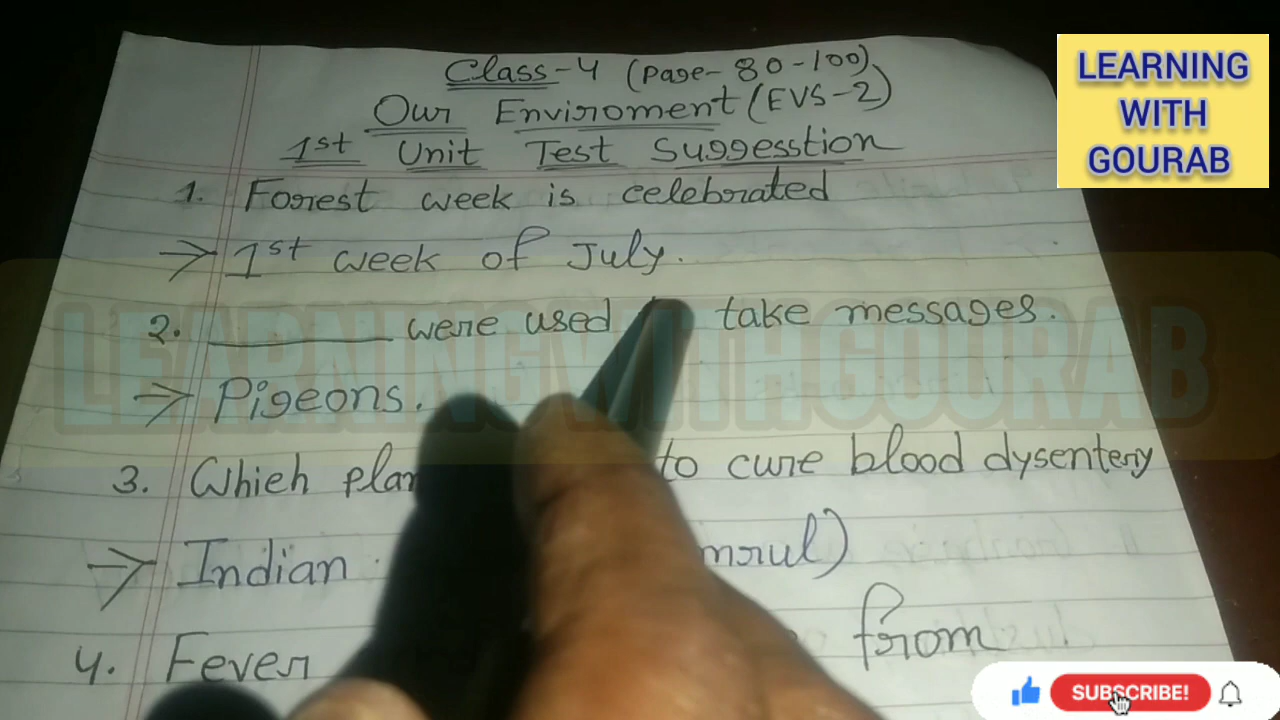 Class-4 (Page- 80-100)
Our Enviroment (EVS-2)
1st Unit Test Suggesstion
1. Forest week is celebrated
→ 1st week of July.
2. ________ were used take messages.
→ Pigeons.
3. Which to cure blood dysentery
→ Indian
4. Fever from
LEARNING
WITH
GOURAB
LEARNINGWITHGOURAB
SUBSCRIBE!